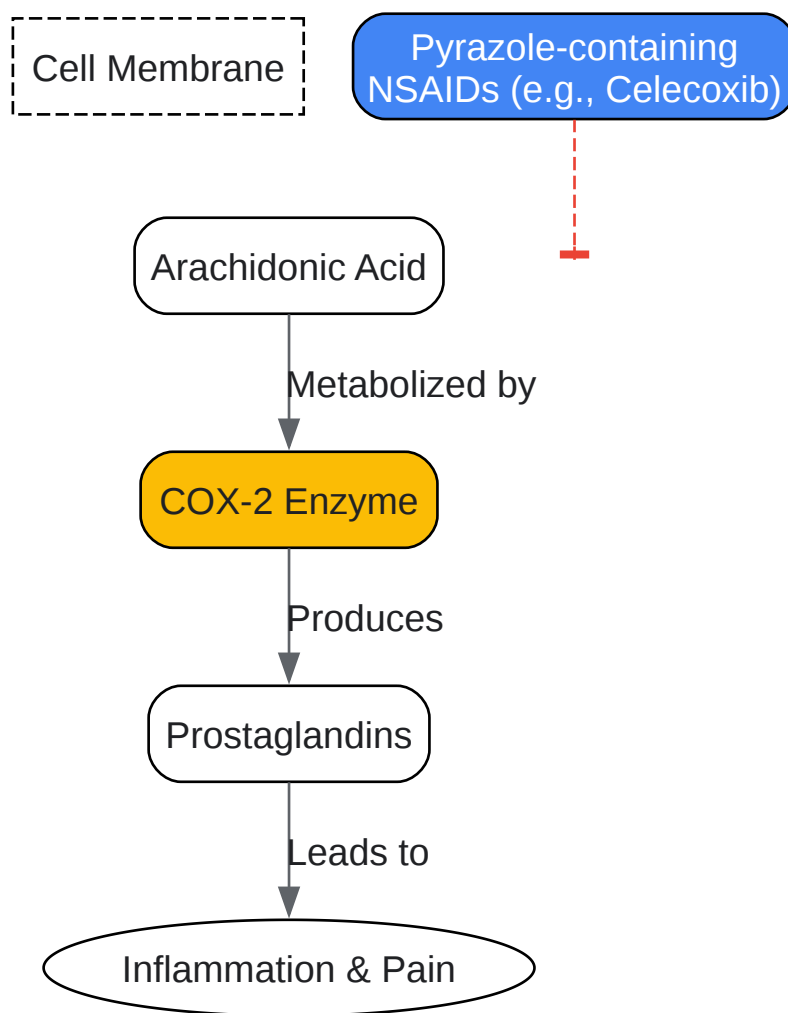 Cell Membrane
Pyrazole-containing
NSAIDs (e.g., Celecoxib)
Arachidonic Acid
Metabolized by
COX-2 Enzyme
Produces
Prostaglandins
Leads to
Inflammation & Pain